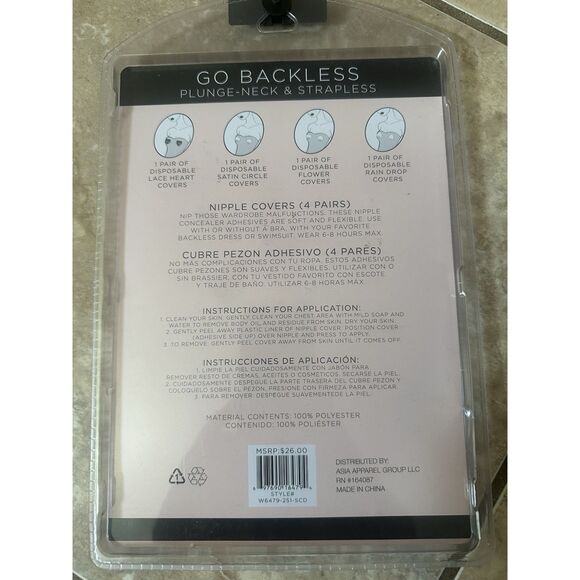 GO BACKLESS
PLUNGE-NECK & STRAPLESS
1 PAIR OF
DISPOSABLE
LACE HEART
COVERS
1 PAIR OF
DISPOSABLE
SATIN CIRCLE
COVERS
1 PAIR OF
DISPOSABLE
FLOWER
COVERS
1 PAIR OF
DISPOSABLE
RAIN DROP
COVERS
NIPPLE COVERS (4 PAIRS)
NIP THOSE WARDROBE MALFUNCTIONS. THESE NIPPLE
CONCEALER ADHESIVES ARE SOFT AND FLEXIBLE. USE
WITH OR WITHOUT A BRA, WITH YOUR FAVORITE
BACKLESS DRESS OR SWIMSUIT. WEAR 6-8 HOURS MAX.
CUBRE PEZON ADHESIVO (4 PARES)
NO MAS COMPLICACIONES CON TU ROPA. ESTOS ADHESIVOS
CUBRE PEZONES SON SUAVES Y FLEXIBLES. UTILIZAR CON O
SIN BRASSIER. CON TU VESTIDO FAVORITO CON ESCOTE
Y TRAJE DE BAÑO. UTILIZAR 6-8 HORAS MAX
INSTRUCTIONS FOR APPLICATION:
1. CLEAN YOUR SKIN. GENTLY CLEAN YOUR CHEST AREA WITH MILD SOAP AND
WATER TO REMOVE BODY OIL AND RESIDUE FROM SKIN. DRY YOUR SKIN.
2. GENTLY PEEL AWAY PLASTIC LINER OF NIPPLE COVER. POSITION COVER
(ADHESIVE SIDE UP) OVER NIPPLE AND PRESS TO APPLY.
3. TO REMOVE: GENTLY PEEL COVER AWAY FROM SKIN UNTIL IT COMES OFF.
INSTRUCCIONES DE APLICACIÓN:
1. LIMPIE LA PIEL CUIDADOSAMENTE CON JABÓN PARA
REMOVER RESTO DE CREMAS, ACEITES O COSMETICOS. SECARSE LA PIEL.
2. CUIDADOSAMENTE DESPEGUE LA PARTE TRASERA DEL CUBRE PEZON Y
COLOQUELO SOBRE EL PEZON. PRESIONE CON FIRMEZA PARA APLICAR.
3. PARA REMOVER: DESPEGUE SUAVEMENTEDE LA PIEL.
MATERIAL CONTENTS: 100% POLYESTER
CONTENIDO: 100% POLIÉSTER
MSRP:$26.00
STYLE#
W6479-251-SCD
DISTRIBUTED BY:
ASIA APPAREL GROUP LLC
RN #164087
MADE IN CHINA